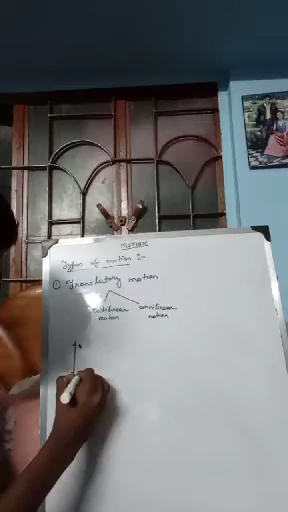 MOTION
Types of motion :-
① Translatory motion
Rectilinear curvilinear
motion motion